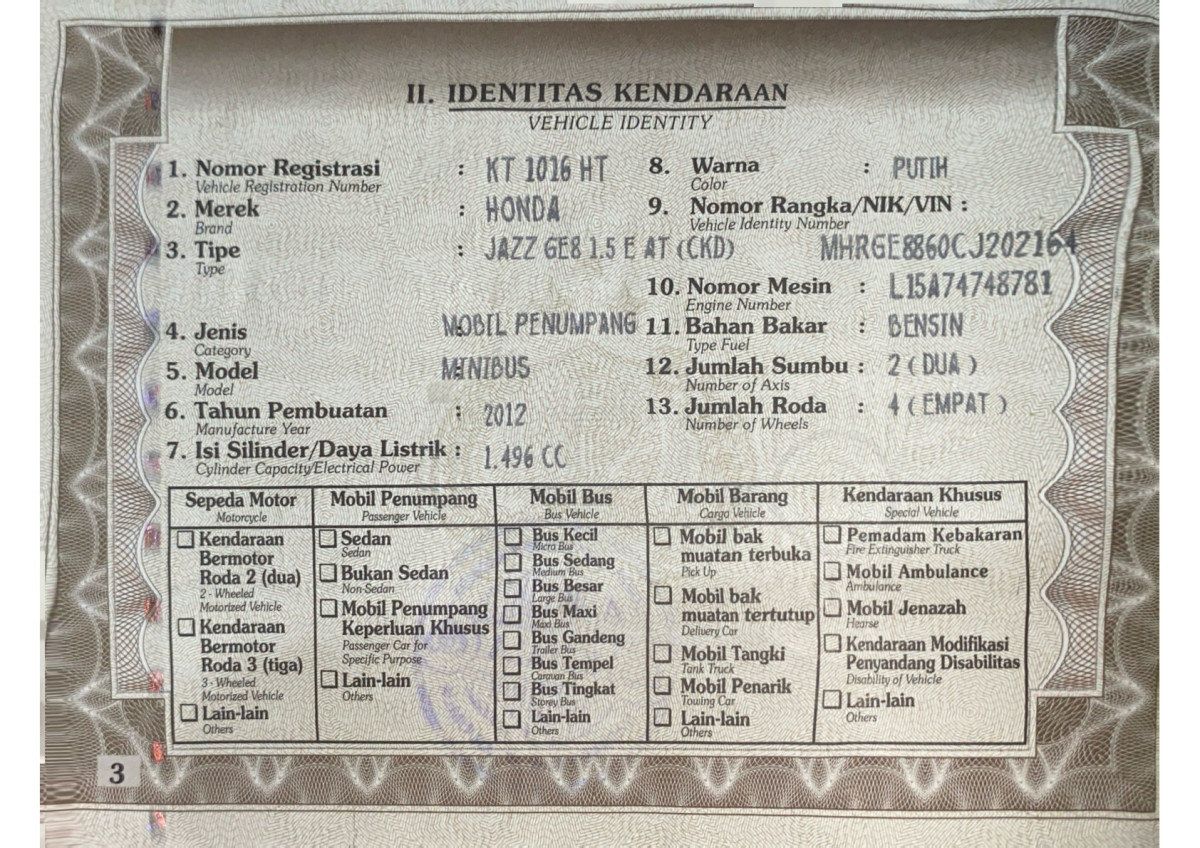 II. IDENTITAS KENDARAAN
VEHICLE IDENTITY
1. Nomor Registrasi : KT 1016 HT
Vehicle Registration Number
2. Merek : HONDA
Brand
3. Tipe : JAZZ GE8 1.5 E AT (CKD)
Type
4. Jenis MOBIL PENUMPANG
Category
5. Model MINIBUS
Model
6. Tahun Pembuatan : 2012
Manufacture Year
7. Isi Silinder/Daya Listrik : 1.496 CC
Cylinder Capacity/Electrical Power
8. Warna : PUTIH
Color
9. Nomor Rangka/NIK/VIN :
Vehicle Identity Number
MHRGE8860CJ202164
10. Nomor Mesin : L15A74748781
Engine Number
11. Bahan Bakar : BENSIN
Type Fuel
12. Jumlah Sumbu : 2 ( DUA )
Number of Axis
13. Jumlah Roda : 4 ( EMPAT )
Number of Wheels
Sepeda Motor
Motorcycle
Kendaraan
Bermotor
Roda 2 (dua)
2 - Wheeled
Motorized Vehicle
Kendaraan
Bermotor
Roda 3 (tiga)
3 - Wheeled
Motorized Vehicle
Lain-lain
Others
Mobil Penumpang
Passenger Vehicle
Sedan
Sedan
Bukan Sedan
Non-Sedan
Mobil Penumpang
Keperluan Khusus
Passenger Car for
Specific Purpose
Lain-lain
Others
Mobil Bus
Bus Vehicle
Bus Kecil
Micro Bus
Bus Sedang
Medium Bus
Bus Besar
Large Bus
Bus Maxi
Maxi Bus
Bus Gandeng
Trailer Bus
Bus Tempel
Caravan Bus
Bus Tingkat
Storey Bus
Lain-lain
Others
Mobil Barang
Cargo Vehicle
Mobil bak
muatan terbuka
Pick Up
Mobil bak
muatan tertutup
Delivery Car
Mobil Tangki
Tank Truck
Mobil Penarik
Towing Car
Lain-lain
Others
Kendaraan Khusus
Special Vehicle
Pemadam Kebakaran
Fire Extinguisher Truck
Mobil Ambulance
Ambulance
Mobil Jenazah
Hearse
Kendaraan Modifikasi
Penyandang Disabilitas
Disability of Vehicle
Lain-lain
Others
3